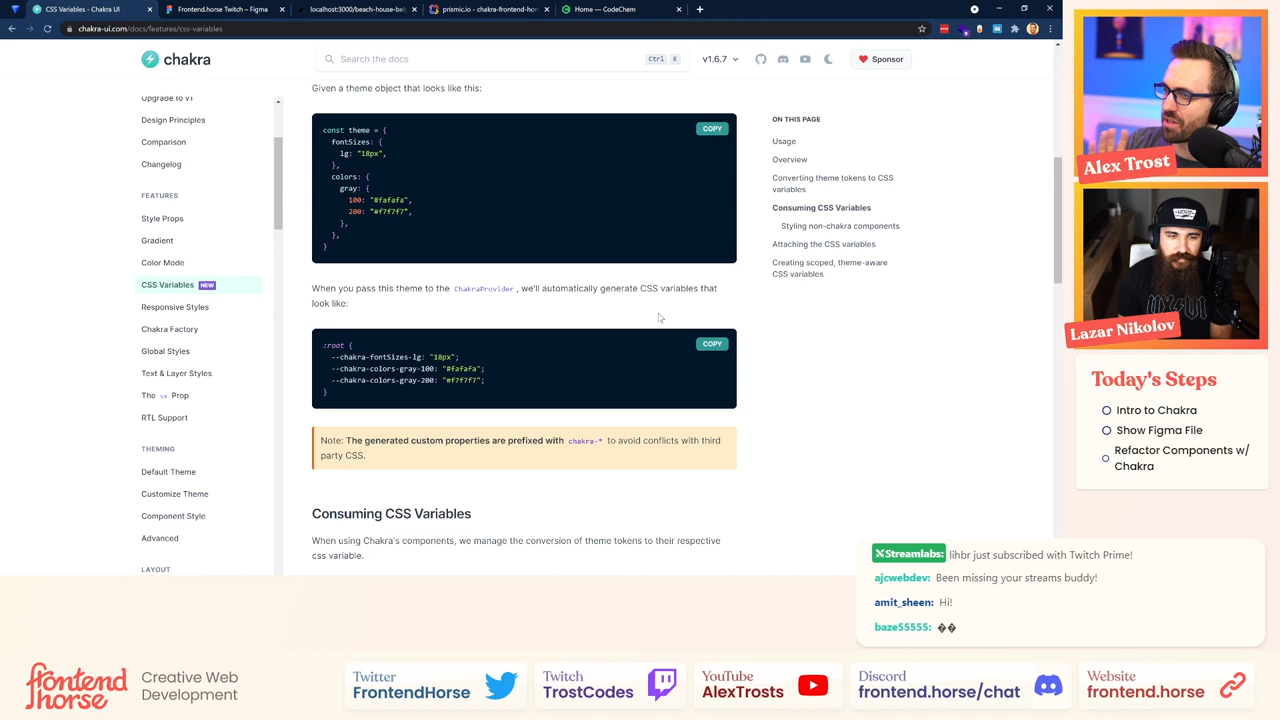 CSS Variables - Chakra UI
Frontend.horse Twitch – Figma
localhost:3000/beach-house-bel
prismic.io - chakra-frontend-hor
Home — CodeChem
chakra-ui.com/docs/features/css-variables
chakra
Search the docs
Ctrl K
v1.6.7
Sponsor
Upgrade to v1
Design Principles
Comparison
Changelog
FEATURES
Style Props
Gradient
Color Mode
CSS Variables NEW
Responsive Styles
Chakra Factory
Global Styles
Text & Layer Styles
The sx Prop
RTL Support
THEMING
Default Theme
Customize Theme
Component Style
Advanced
LAYOUT
Given a theme object that looks like this:
COPY
const theme = {
fontSizes: {
lg: "18px",
},
colors: {
gray: {
100: "#fafafa",
200: "#f7f7f7",
},
},
}
When you pass this theme to the ChakraProvider, we'll automatically generate CSS variables that
look like:
COPY
:root {
--chakra-fontSizes-lg: "18px";
--chakra-colors-gray-100: "#fafafa";
--chakra-colors-gray-200: "#f7f7f7";
}
Note: The generated custom properties are prefixed with chakra-* to avoid conflicts with third
party CSS.
Consuming CSS Variables
When using Chakra's components, we manage the conversion of theme tokens to their respective
css variable.
ON THIS PAGE
Usage
Overview
Converting theme tokens to CSS
variables
Consuming CSS Variables
Styling non-chakra components
Attaching the CSS variables
Creating scoped, theme-aware
CSS variables
Alex Trost
Lazar Nikolov
Today's Steps
Intro to Chakra
Show Figma File
Refactor Components w/
Chakra
Streamlabs: lihbr just subscribed with Twitch Prime!
ajcwebdev: Been missing your streams buddy!
amit_sheen: Hi!
baze55555: ��
frontend
horse
Creative Web
Development
Twitter
FrontendHorse
Twitch
TrostCodes
YouTube
AlexTrosts
Discord
frontend.horse/chat
Website
frontend.horse